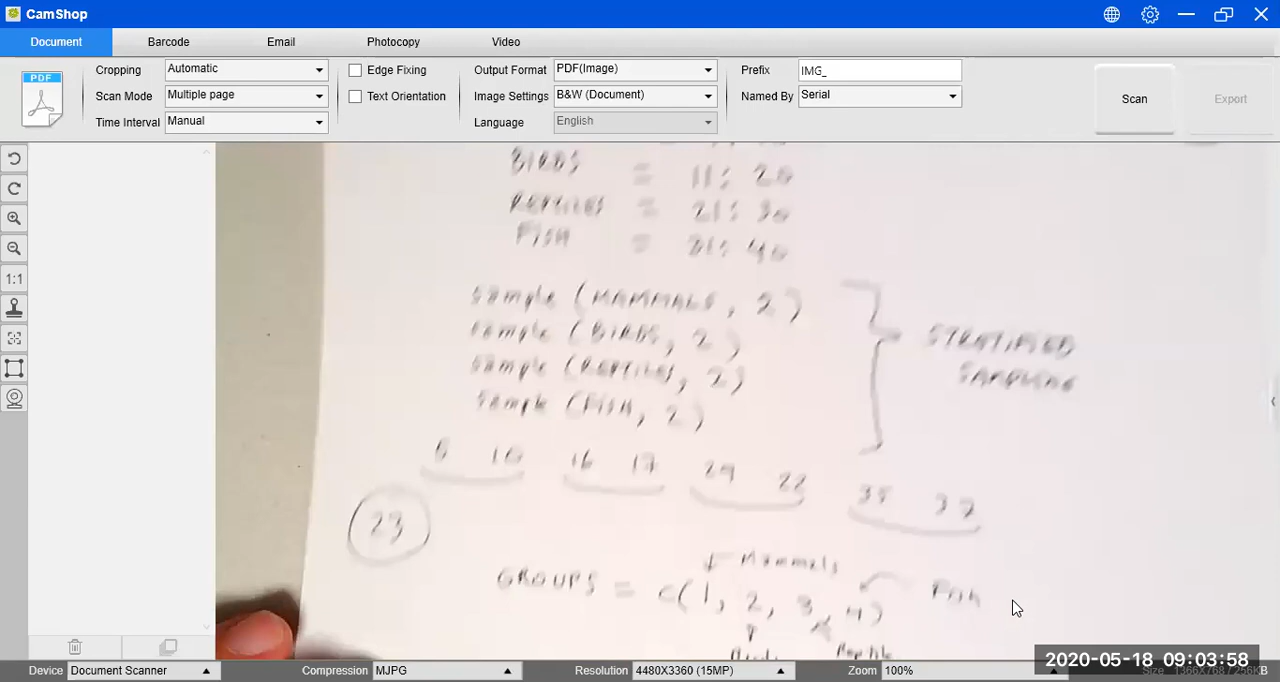 CamShop
Document Barcode Email Photocopy Video
PDF
Cropping Automatic
Scan Mode Multiple page
Time Interval Manual
Edge Fixing
Text Orientation
Output Format PDF(Image)
Image Settings B&W (Document)
Language English
Prefix IMG_
Named By Serial
Scan
Export
1:1
BIRDS = 11: 20
REPTILES = 21: 30
FISH = 31: 40
sample (MAMMALS, 2)
sample (BIRDS, 2)
sample (REPTILES, 2)
sample (FISH, 2)
STRATIFIED
SAMPLING
10 16 17 29 22 35 37
23
Mammals
GROUPS = c(1, 2, 3, 4) Fish
Device Document Scanner Compression MJPG Resolution 4480X3360 (15MP) Zoom 100%
2020-05-18 09:03:58